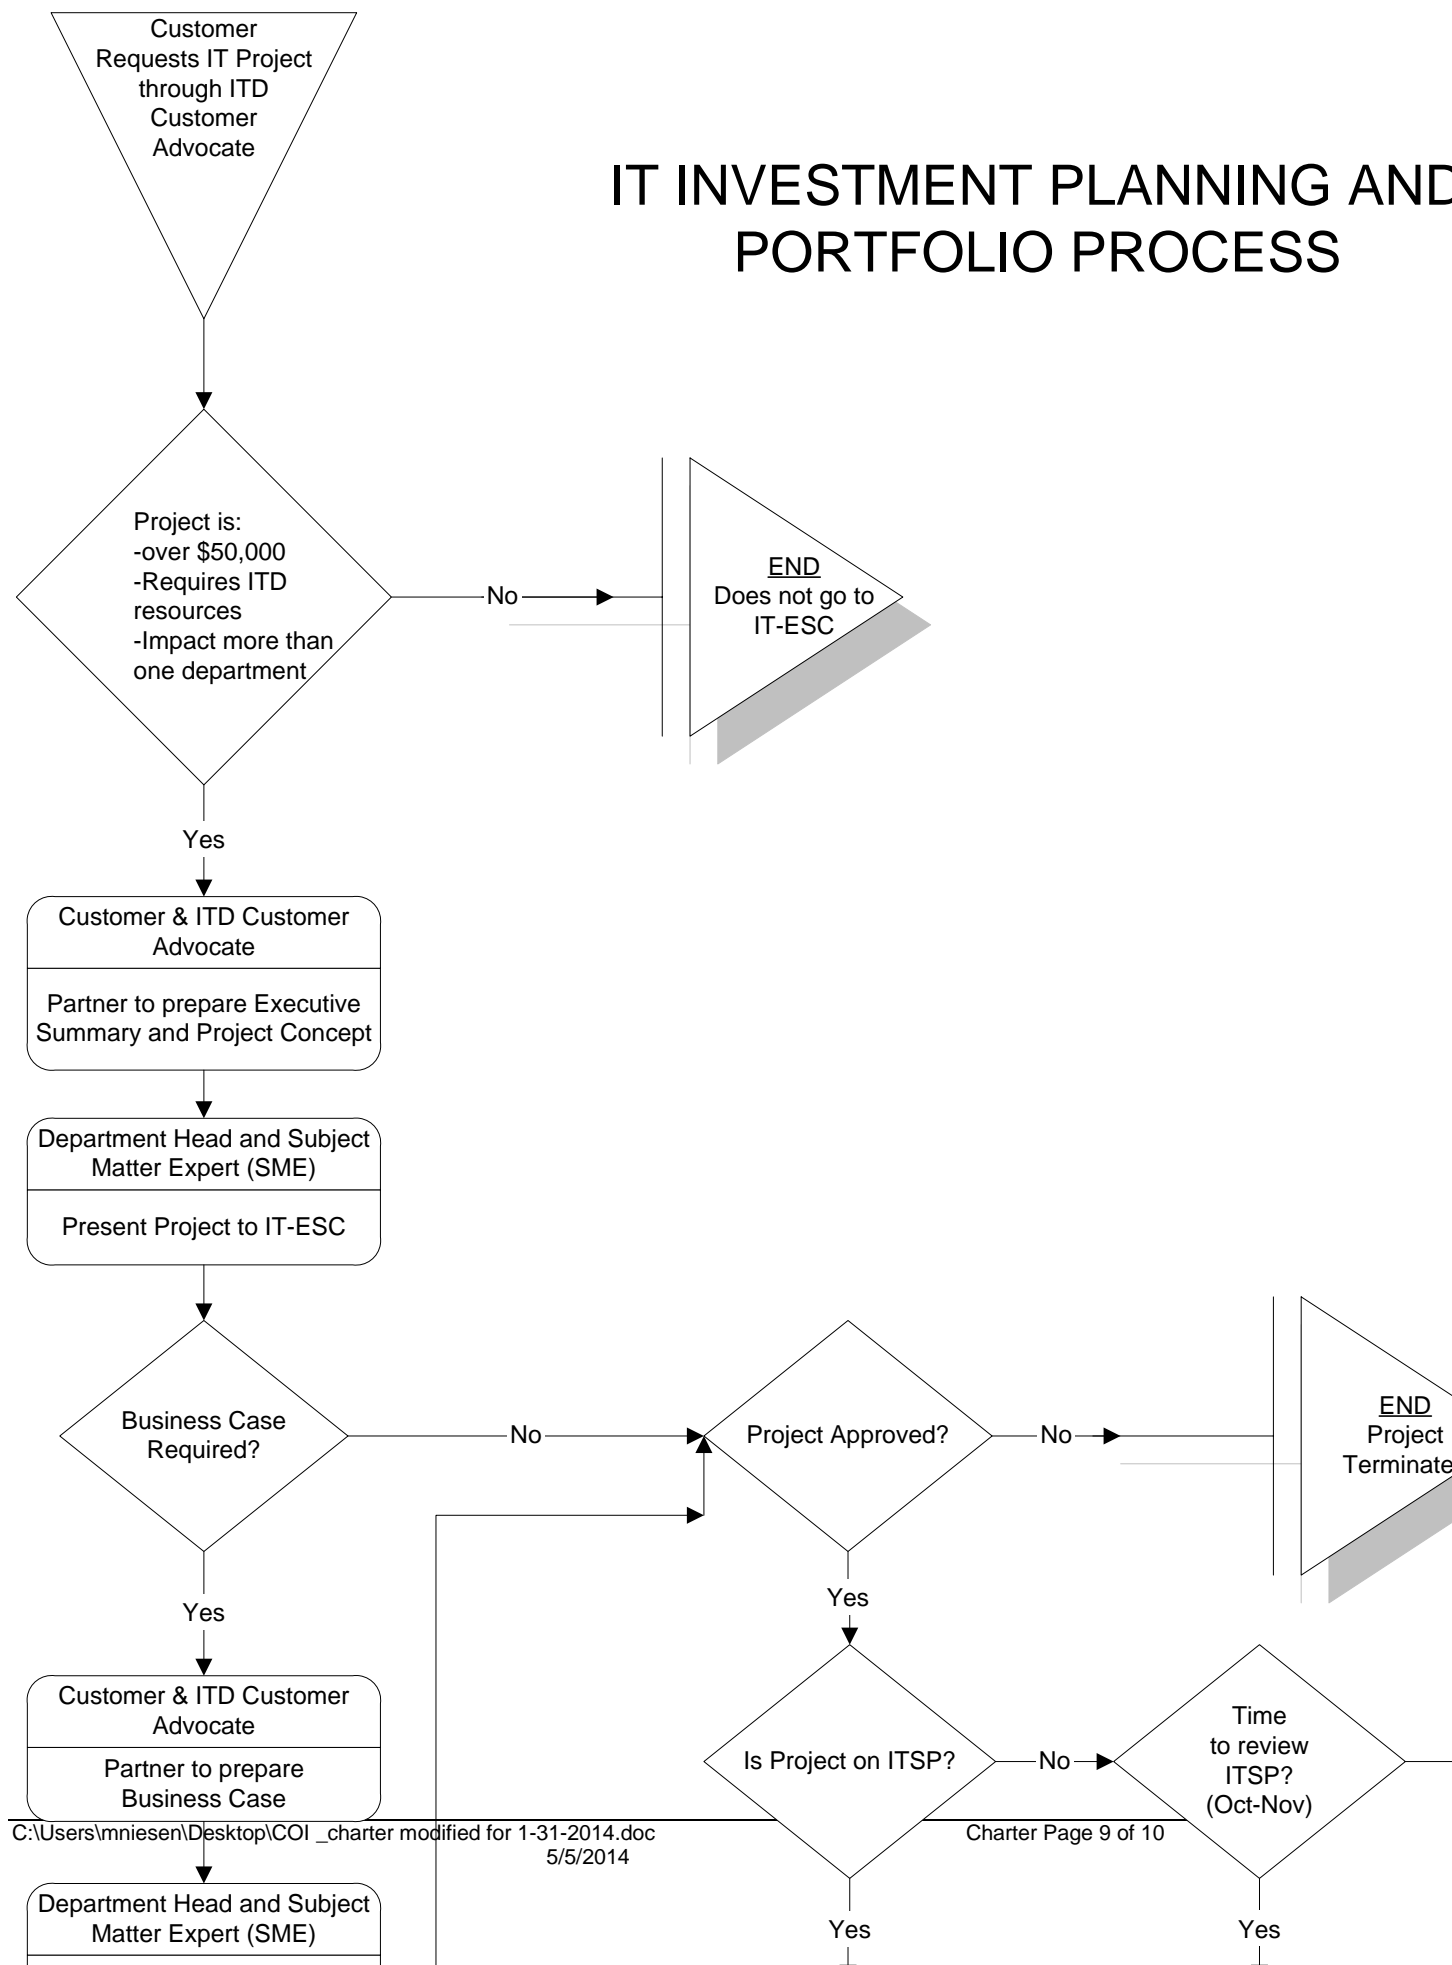 Customer
Requests IT Project
through ITD
Customer
Advocate
IT INVESTMENT PLANNING AND
PORTFOLIO PROCESS
Project is:
-over $50,000
-Requires ITD
resources
-Impact more than
one department
No
END
Does not go to
IT-ESC
Yes
Customer & ITD Customer
Advocate
Partner to prepare Executive
Summary and Project Concept
Department Head and Subject
Matter Expert (SME)
Present Project to IT-ESC
Business Case
Required?
No
Project Approved?
No
END
Project
Terminate
Yes
Yes
Customer & ITD Customer
Advocate
Partner to prepare
Business Case
Is Project on ITSP?
No
Time
to review
ITSP?
(Oct-Nov)
C:\Users\mniesen\Desktop\COI _charter modified for 1-31-2014.doc
Charter Page 9 of 10
5/5/2014
Department Head and Subject
Matter Expert (SME)
Yes
Yes